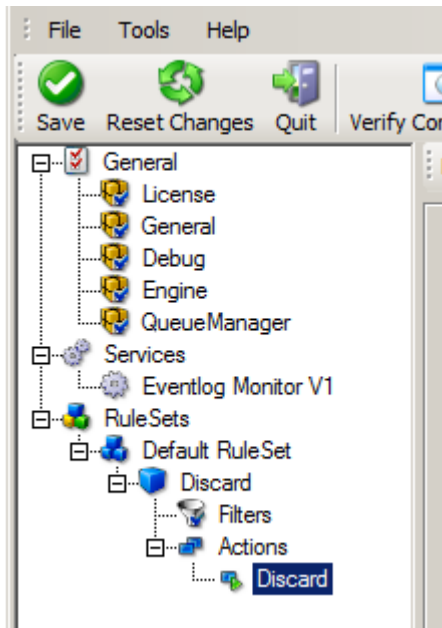 File Tools Help
Save Reset Changes Quit Verify
General
License
General
Debug
Engine
QueueManager
Services
Eventlog Monitor V1
RuleSets
Default RuleSet
Discard
Filters
Actions
Discard